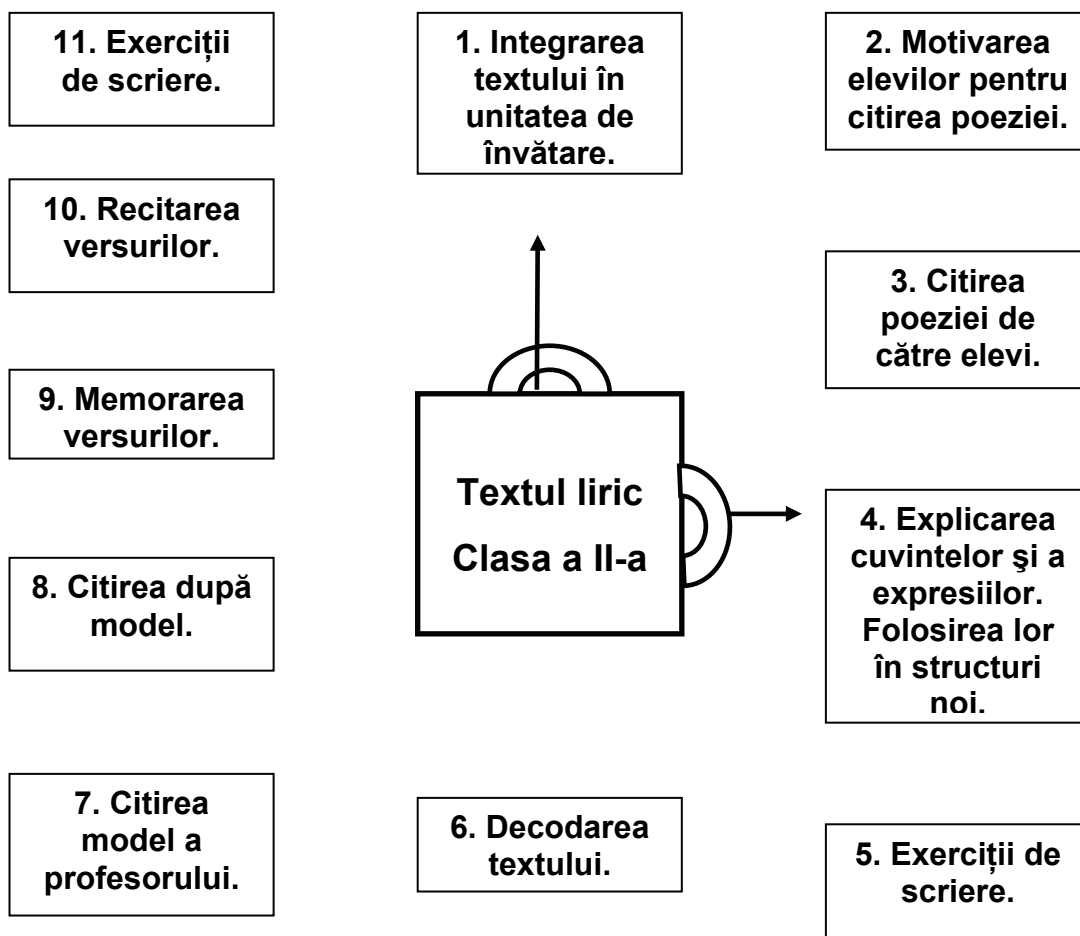 11. Exerciții
de scriere.
1. Integrarea
textului în
unitatea de
învătare.
2. Motivarea
elevilor pentru
citirea poeziei.
10. Recitarea
versurilor.
3. Citirea
poeziei de
către elevi.
9. Memorarea
versurilor.
Textul liric
Clasa a II-a
4. Explicarea
cuvintelor şi a
expresiilor.
Folosirea lor
în structuri
noi.
8. Citirea după
model.
7. Citirea
model a
profesorului.
6. Decodarea
textului.
5. Exerciții de
scriere.